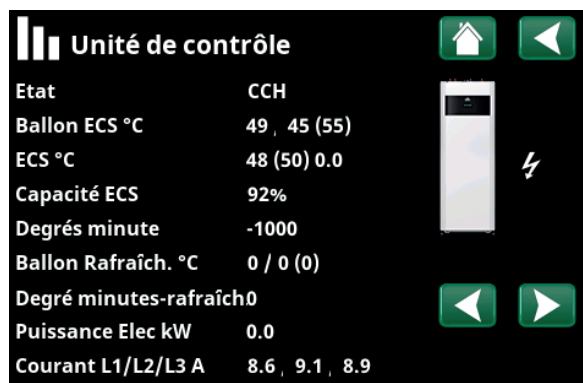 Unité de contrôle
Etat CCH
Ballon ECS °C 49 , 45 (55)
ECS °C 48 (50) 0.0
Capacité ECS 92%
Degrés minute -1000
Ballon Rafraîch. °C 0 / 0 (0)
Degré minutes-rafraîch.0
Puissance Elec kW 0.0
Courant L1/L2/L3 A 8.6 , 9.1 , 8.9